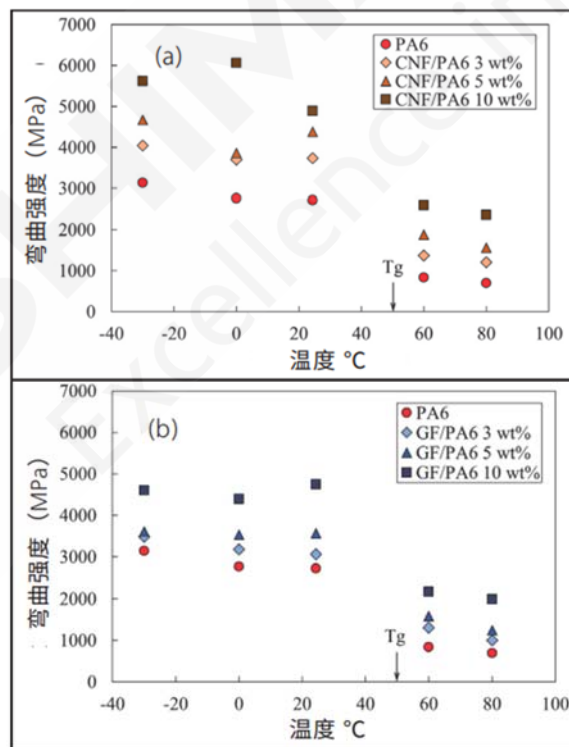 (a)
PA6
CNF/PA6 3 wt%
CNF/PA6 5 wt%
CNF/PA6 10 wt%
弯曲强度（MPa）
7000
6000
5000
4000
3000
2000
1000
0
Tg
-40 -20 0 20 40 60 80 100
温度 ℃
(b)
PA6
GF/PA6 3 wt%
GF/PA6 5 wt%
GF/PA6 10 wt%
弯曲强度（MPa）
7000
6000
5000
4000
3000
2000
1000
0
Tg
-40 -20 0 20 40 60 80 100
温度 ℃
SHIM
Excellence in